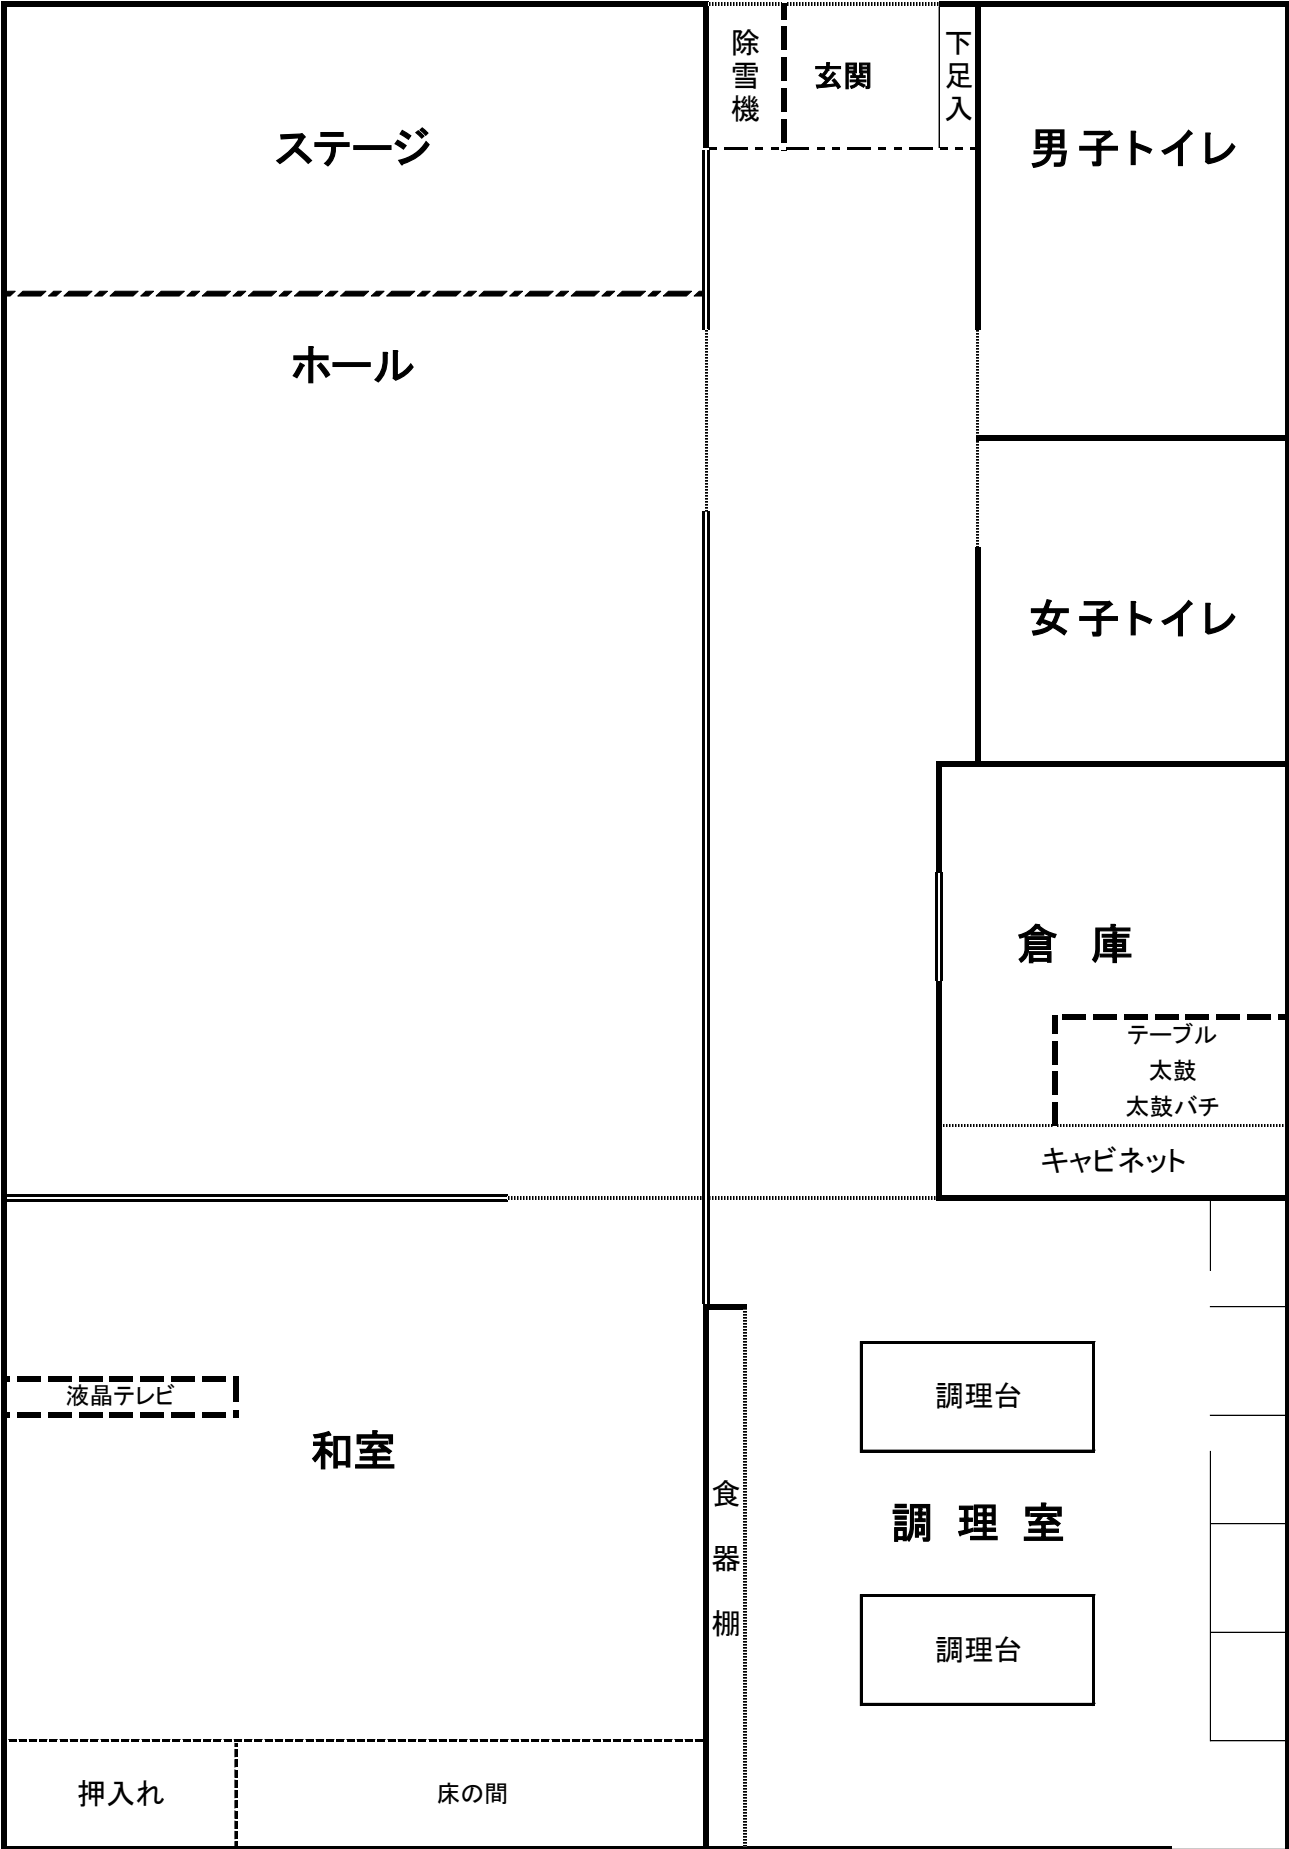 除雪機
玄関
下足入
ステージ
男子トイレ
ホール
女子トイレ
倉庫
テーブル
太鼓
太鼓バチ
キャビネット
液晶テレビ
和室
調理台
食器棚
調理室
調理台
押入れ
床の間